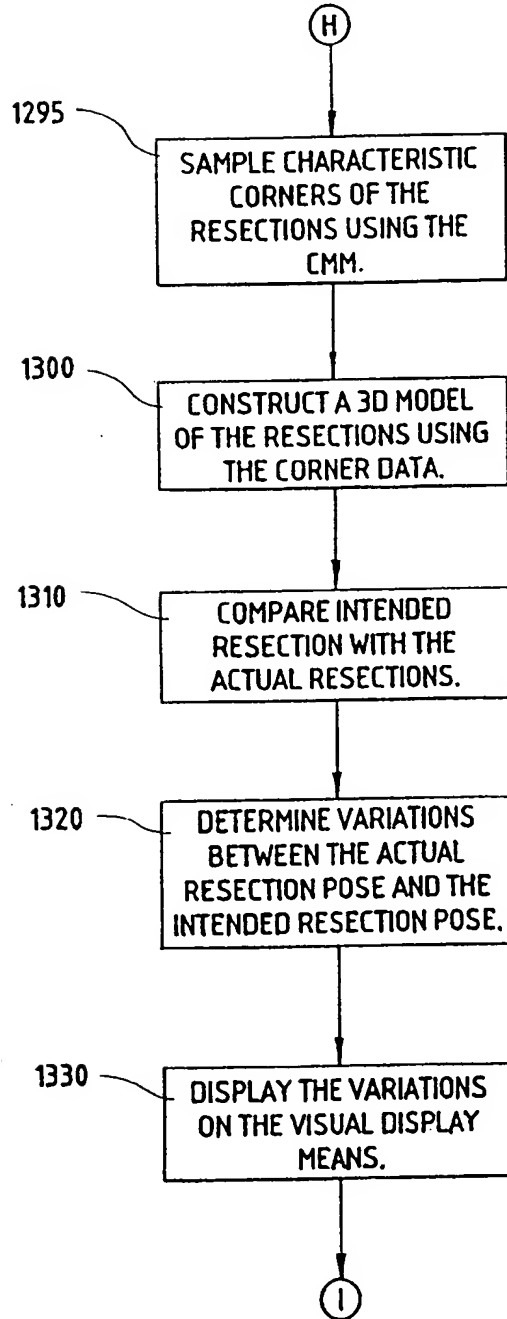 H
1295
SAMPLE CHARACTERISTIC
CORNERS OF THE
RESECTIONS USING THE
CMM.
1300
CONSTRUCT A 3D MODEL
OF THE RESECTIONS USING
THE CORNER DATA.
1310
COMPARE INTENDED
RESECTION WITH THE
ACTUAL RESECTIONS.
1320
DETERMINE VARIATIONS
BETWEEN THE ACTUAL
RESECTION POSE AND THE
INTENDED RESECTION POSE.
1330
DISPLAY THE VARIATIONS
ON THE VISUAL DISPLAY
MEANS.
I